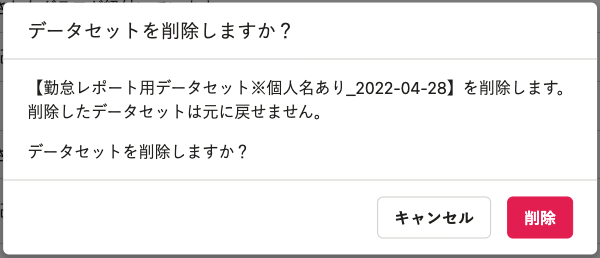 データセットを削除しますか？
【勤怠レポート用データセット※個人名あり_2022-04-28】を削除します。
削除したデータセットは元に戻せません。
データセットを削除しますか？
キャンセル
削除